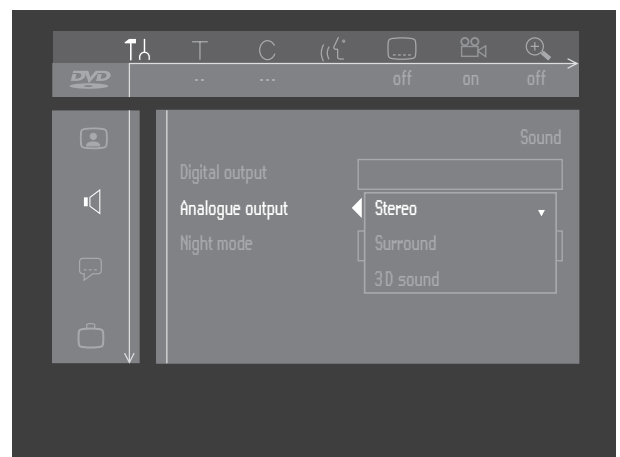 T C
DVD -- --- off on off
Sound
Digital output
Analogue output Stereo
Night mode Surround
3D sound